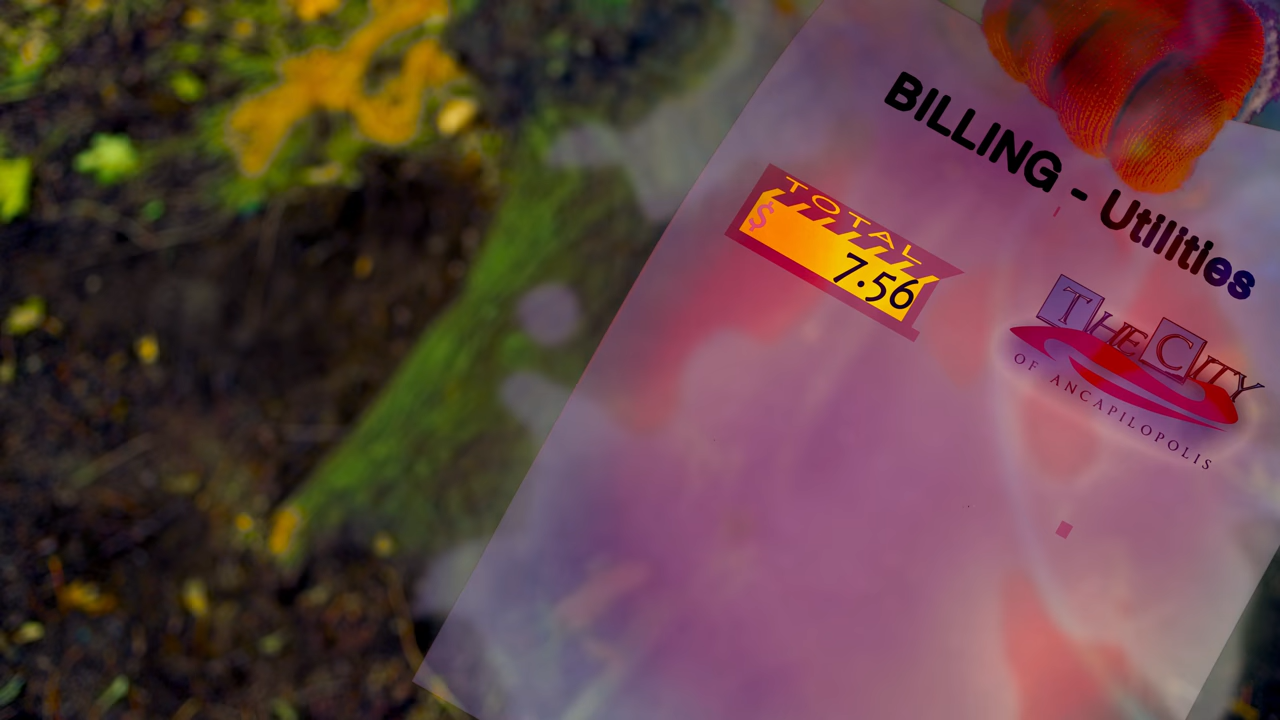 BILLING - Utilities
TOTAL
$
7.56
THE CITY
OF ANCAPILOPOLIS